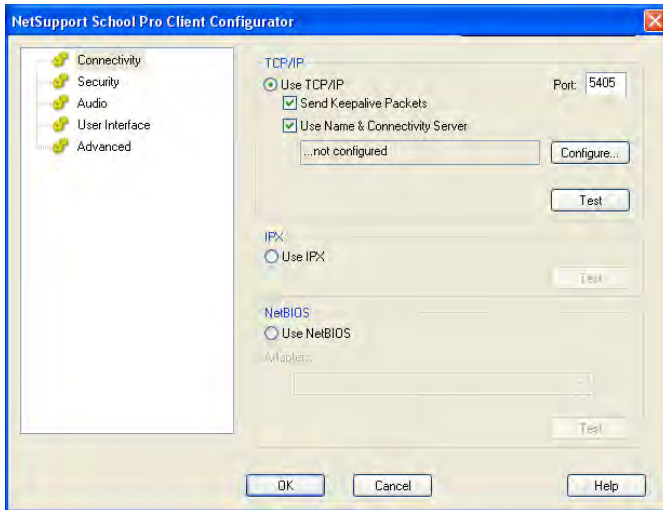 NetSupport School Pro Client Configurator
Connectivity
Security
Audio
User Interface
Advanced
TCP/IP
Use TCP/IP
Port: 5405
Send Keepalive Packets
Use Name & Connectivity Server
...not configured
Configure...
Test
IPX
Use IPX
Test
NetBIOS
Use NetBIOS
Adapter:
Test
OK
Cancel
Help